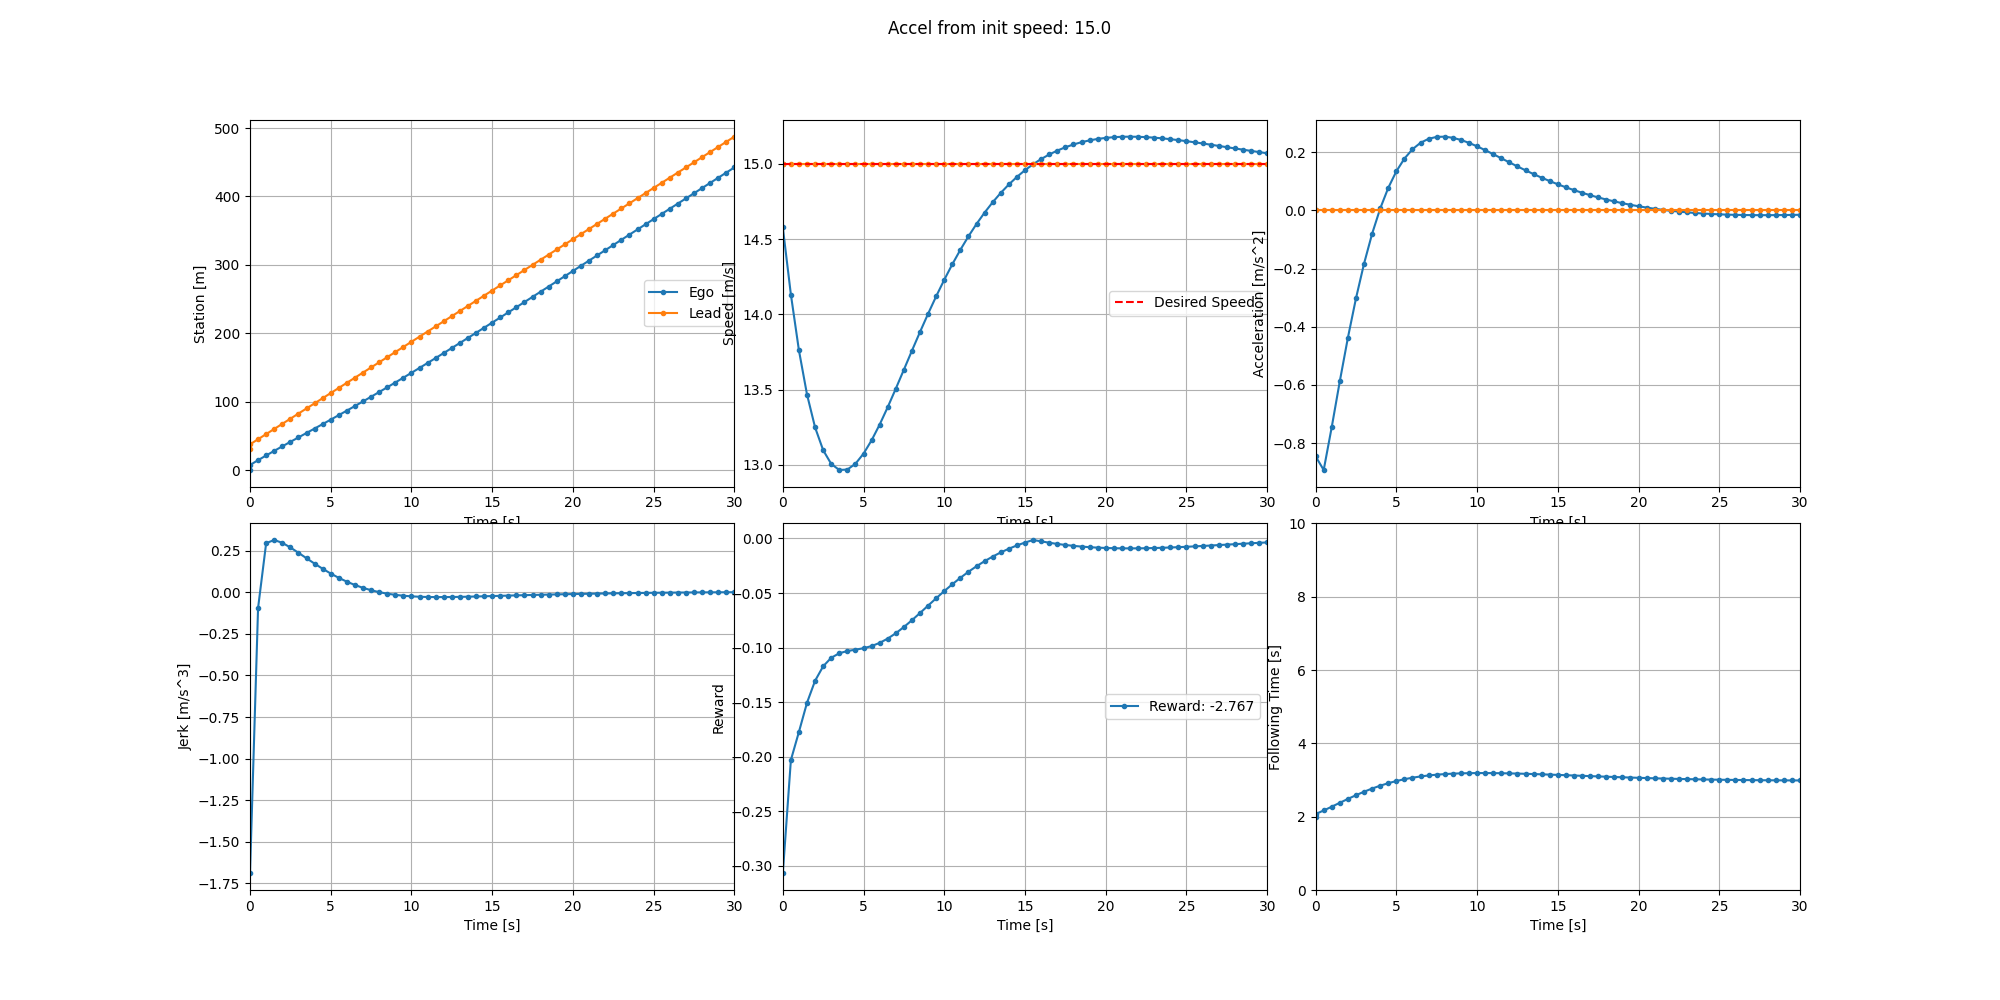 Accel from init speed: 15.0
Station [m]
500
400
300
200
100
0
0 5 10 15 20 25 30
Time [s]
Ego
Lead
Speed [m/s]
15.0
14.5
14.0
13.5
13.0
0 5 10 15 20 25 30
Time [s]
Desired Speed
Acceleration [m/s^2]
0.2
0.0
−0.2
−0.4
−0.6
−0.8
0 5 10 15 20 25 30
Time [s]
Jerk [m/s^3]
0.25
0.00
−0.25
−0.50
−0.75
−1.00
−1.25
−1.50
−1.75
0 5 10 15 20 25 30
Time [s]
Reward
0.00
−0.05
−0.10
−0.15
−0.20
−0.25
−0.30
0 5 10 15 20 25 30
Time [s]
Reward: -2.767
Following Time [s]
10
8
6
4
2
0
0 5 10 15 20 25 30
Time [s]